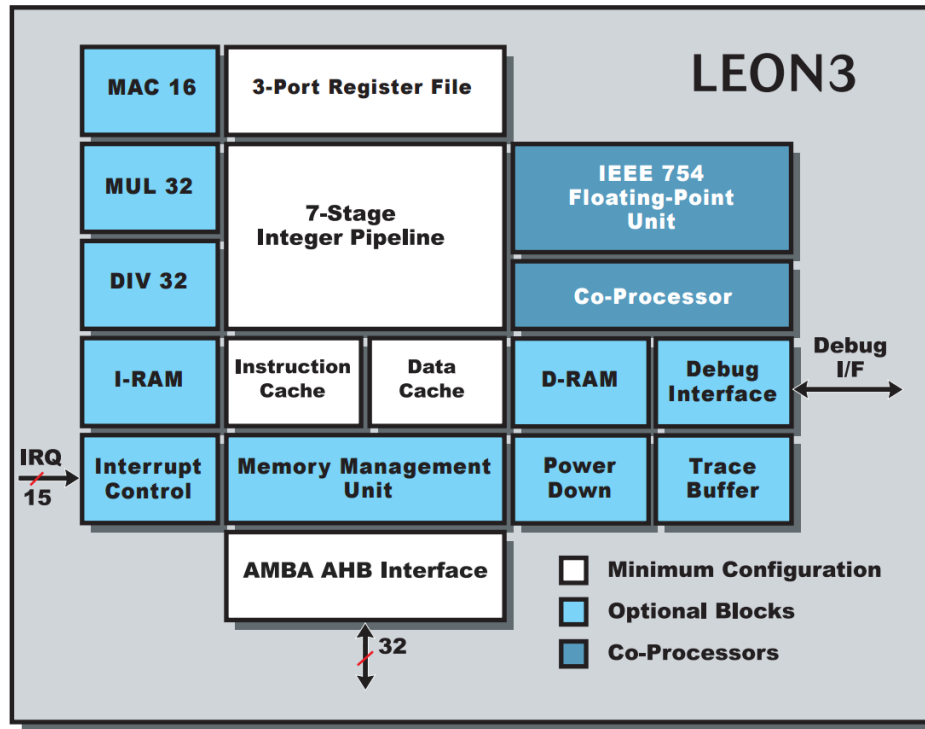 LEON3
MAC 16
3-Port Register File
MUL 32
7-Stage
Integer Pipeline
IEEE 754
Floating-Point
Unit
DIV 32
Co-Processor
I-RAM
Instruction
Cache
Data
Cache
D-RAM
Debug
Interface
Debug
I/F
IRQ
15
Interrupt
Control
Memory Management
Unit
Power
Down
Trace
Buffer
AMBA AHB Interface
32
Minimum Configuration
Optional Blocks
Co-Processors